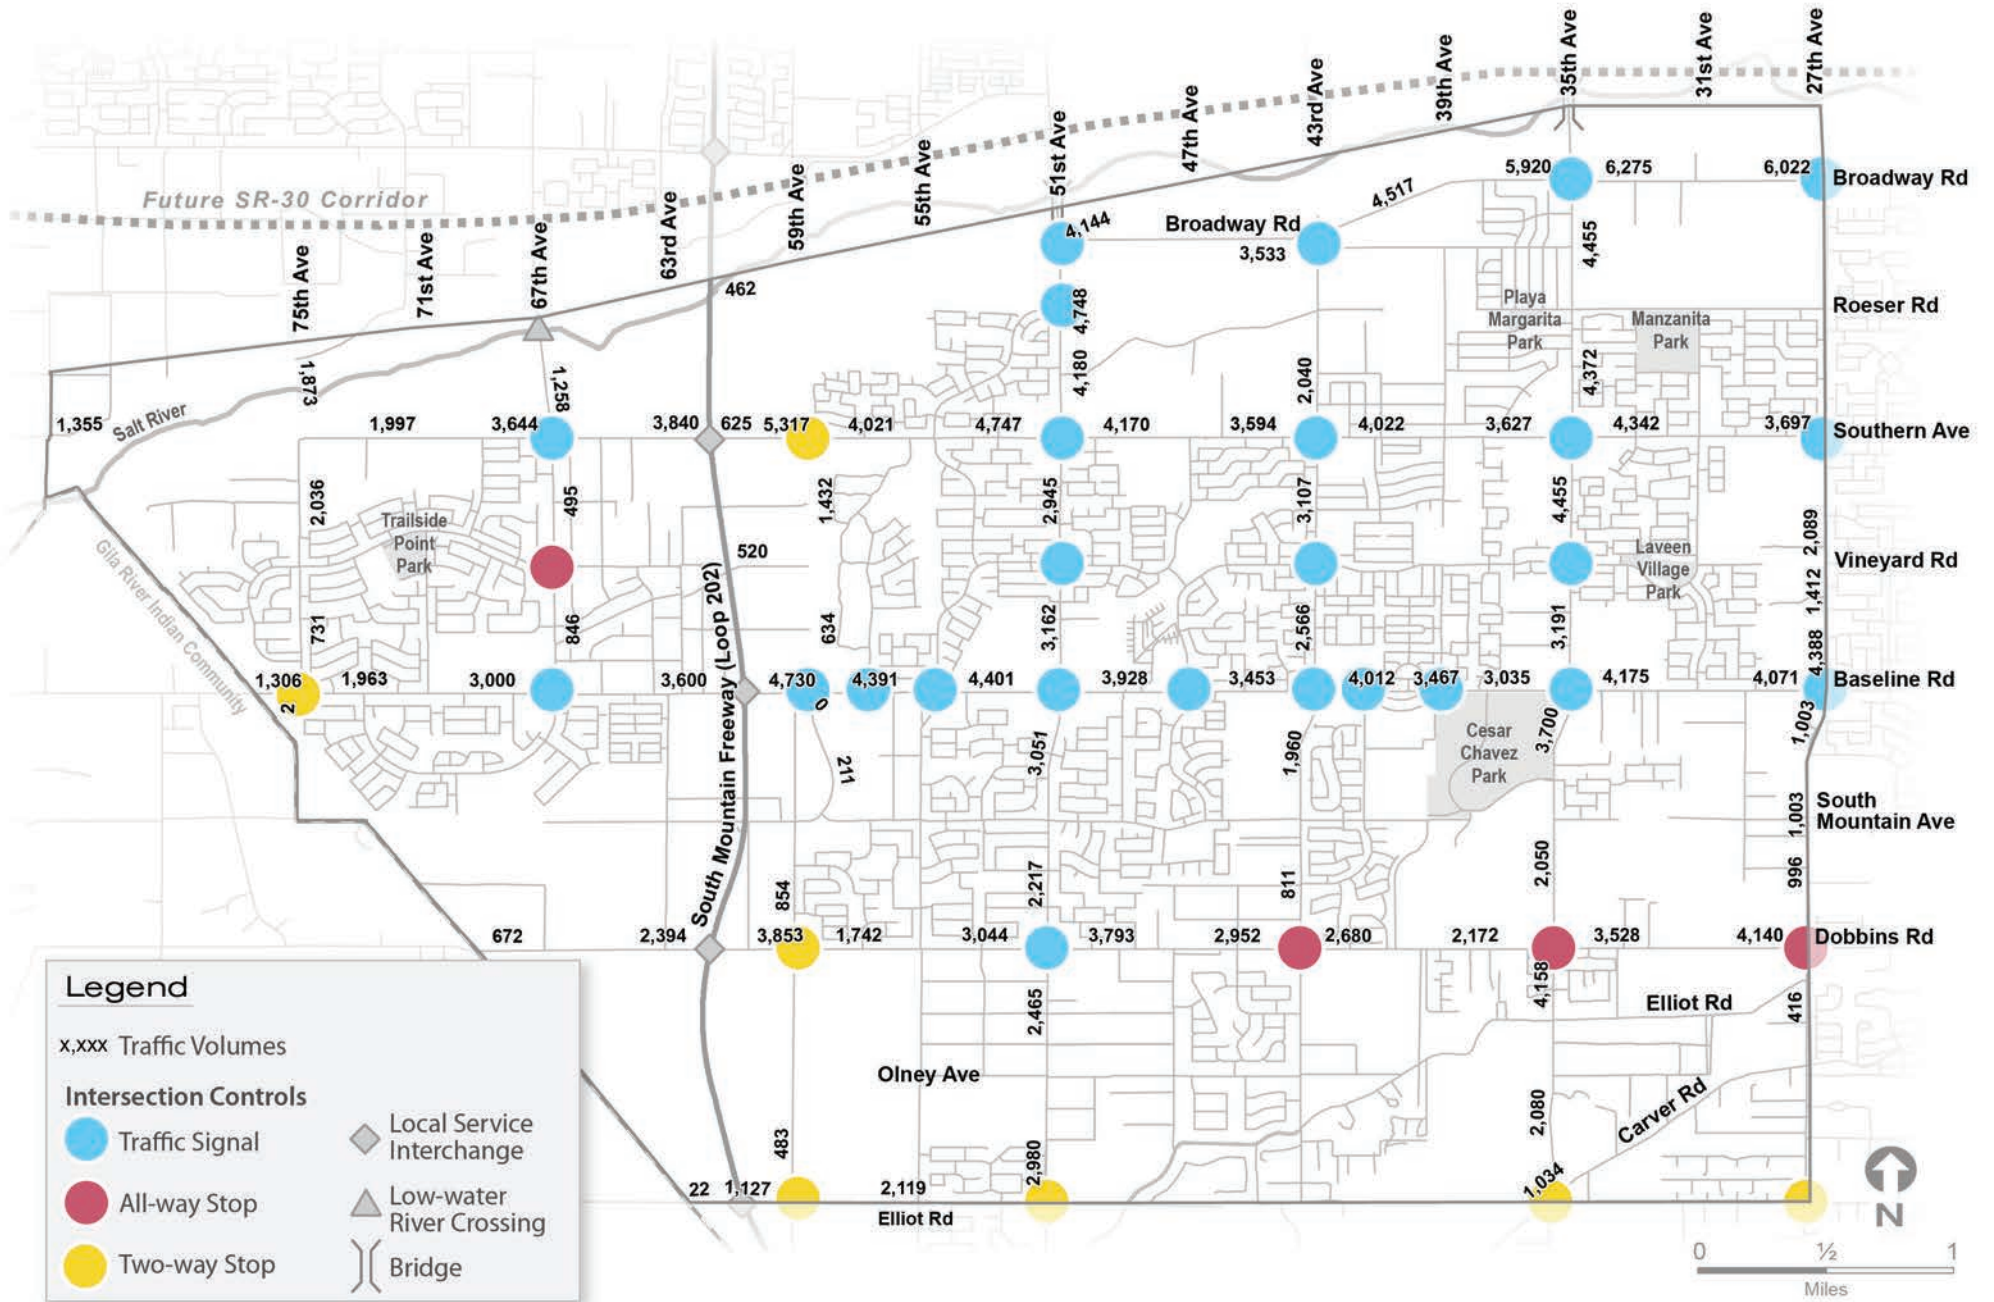 75th Ave
71st Ave
67th Ave
63rd Ave
59th Ave
55th Ave
51st Ave
47th Ave
43rd Ave
39th Ave
35th Ave
31st Ave
27th Ave
Future SR-30 Corridor
5,920
6,275
6,022
Broadway Rd
4,517
4,144
Broadway Rd
3,533
4,455
462
4,748
Playa
Margarita
Park
Manzanita
Park
Roeser Rd
1,873
1,258
4,180
2,040
4,372
1,355
Salt River
1,997
3,644
3,840
625
5,317
4,021
4,747
4,170
3,594
4,022
3,627
4,342
3,697
Southern Ave
2,036
495
1,432
2,945
3,107
4,455
2,089
Trailside
Point
Park
520
Laveen
Village
Park
Vineyard Rd
1,412
Gila River Indian Community
731
846
634
3,162
2,566
3,191
4,388
1,306
1,963
3,000
3,600
4,730
4,391
4,401
3,928
3,453
4,012
3,467
3,035
4,175
4,071
Baseline Rd
2
0
South Mountain Freeway (Loop 202)
211
3,051
1,960
Cesar
Chavez
Park
3,700
1,003
1,003
South
Mountain Ave
854
2,217
811
2,050
996
672
2,394
3,853
1,742
3,044
3,793
2,952
2,680
2,172
3,528
4,140
Dobbins Rd
2,465
4,158
Elliot Rd
416
Olney Ave
483
2,980
2,080
Carver Rd
22
1,127
2,119
1,034
Elliot Rd
Legend
x,xxx Traffic Volumes
Intersection Controls
Traffic Signal
All-way Stop
Two-way Stop
Local Service
Interchange
Low-water
River Crossing
Bridge
N
0
½
1
Miles